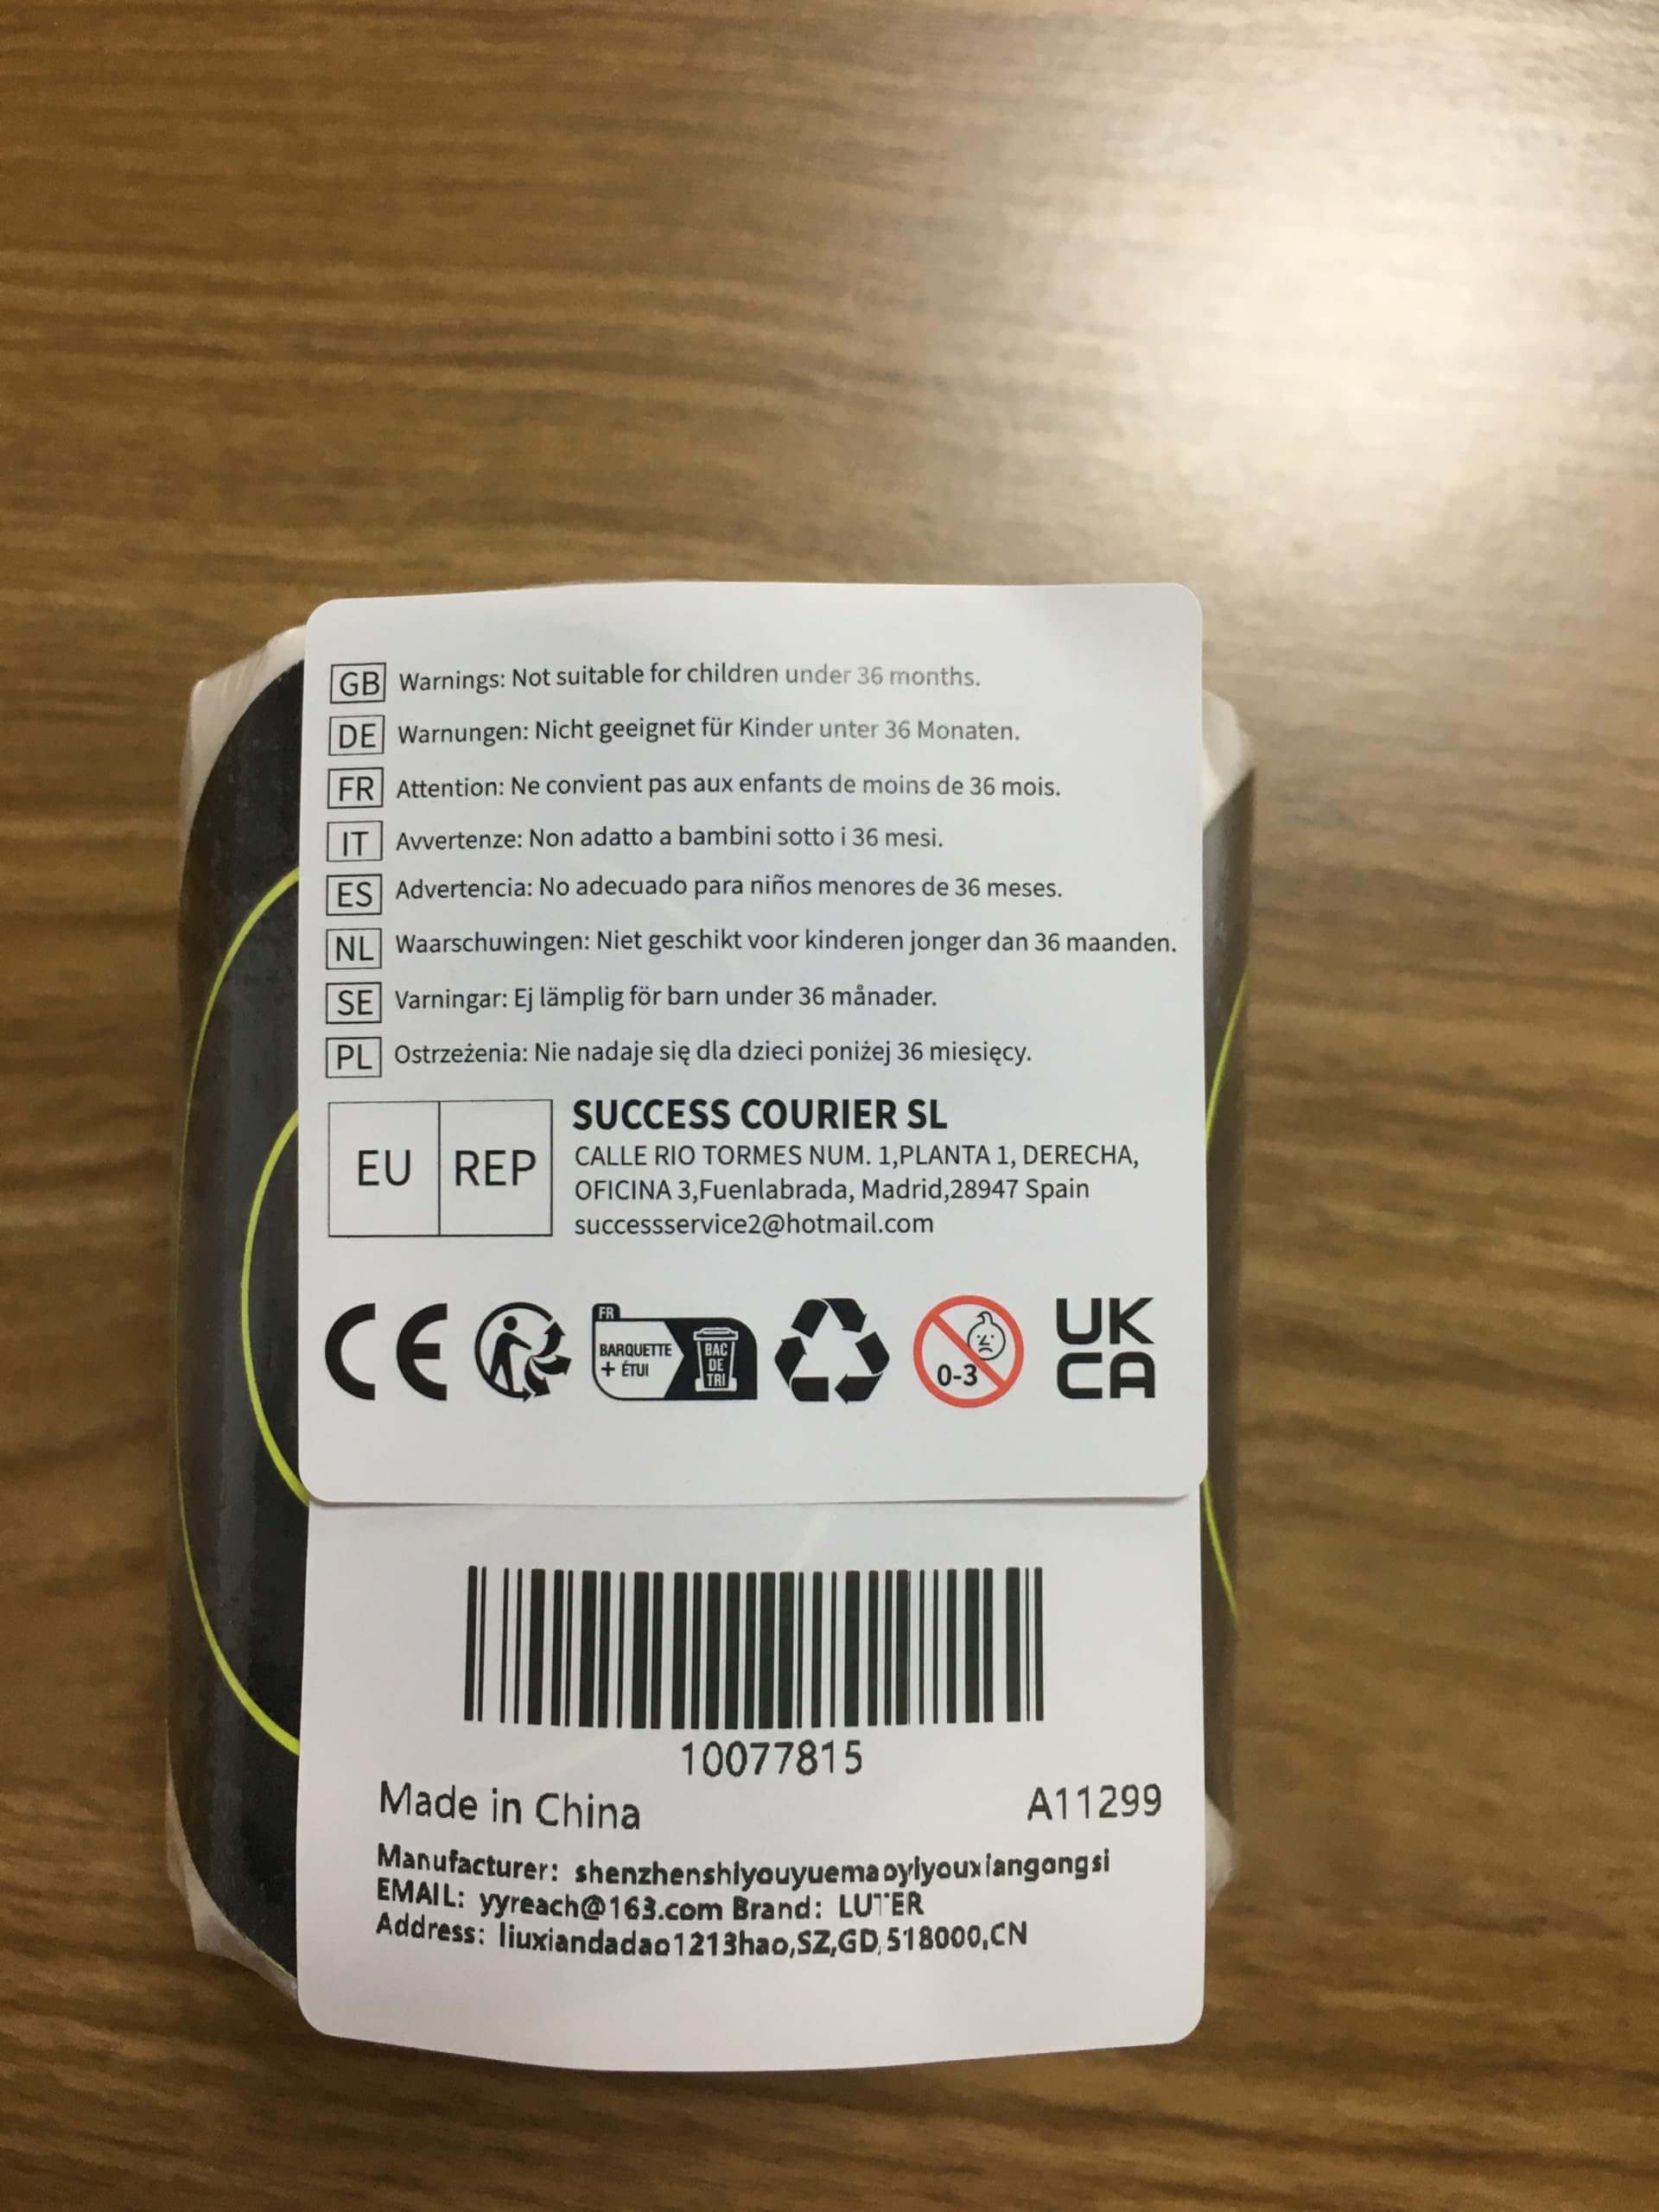 GB Warnings: Not suitable for children under 36 months.
DE Warnungen: Nicht geeignet für Kinder unter 36 Monaten.
FR Attention: Ne convient pas aux enfants de moins de 36 mois.
IT Avvertenze: Non adatto a bambini sotto i 36 mesi.
ES Advertencia: No adecuado para niños menores de 36 meses.
NL Waarschuwingen: Niet geschikt voor kinderen jonger dan 36 maanden.
SE Varningar: Ej lämplig för barn under 36 månader.
PL Ostrzeżenia: Nie nadaje się dla dzieci poniżej 36 miesięcy.
EU REP
SUCCESS COURIER SL
CALLE RIO TORMES NUM. 1,PLANTA 1, DERECHA,
OFICINA 3,Fuenlabrada, Madrid,28947 Spain
successservice2@hotmail.com
CE
FR
BARQUETTE
+ ÉTUI
BAC
DE
TRI
0-3
UK
CA
10077815
Made in China A11299
Manufacturer: shenzhenshiyouyuemaoyiyouxiangongsi
EMAIL: yyreach@163.com Brand: LUTER
Address: liuxiandadao1213hao,SZ,GD,518000,CN